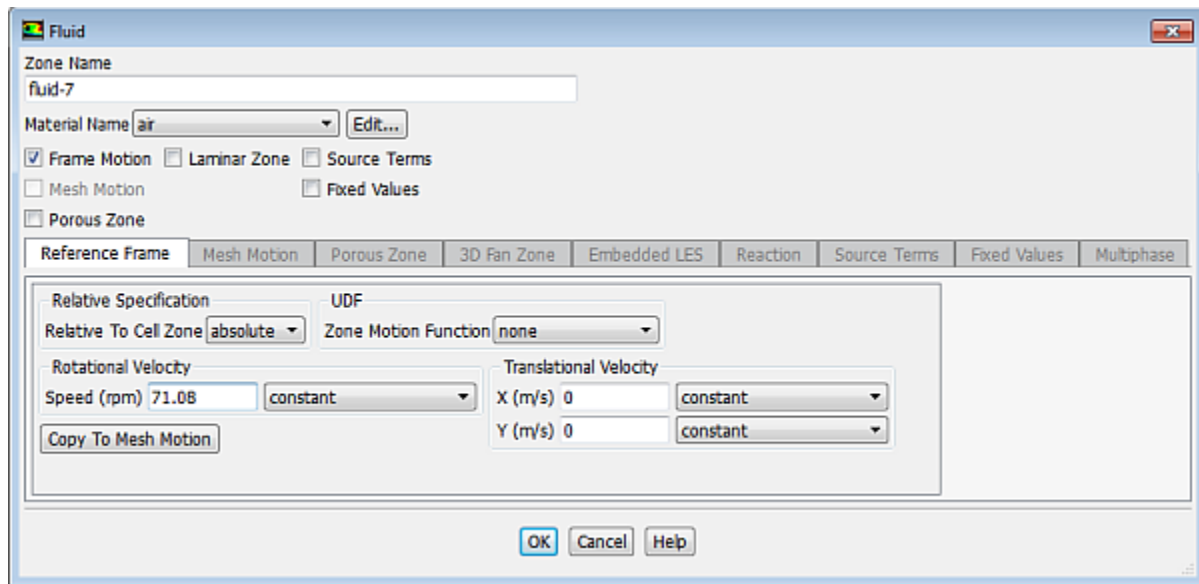 Fluid
Zone Name
fluid-7
Material Name air Edit...
Frame Motion Laminar Zone Source Terms
Mesh Motion Fixed Values
Porous Zone
Reference Frame Mesh Motion Porous Zone 3D Fan Zone Embedded LES Reaction Source Terms Fixed Values Multiphase
Relative Specification UDF
Relative To Cell Zone absolute Zone Motion Function none
Rotational Velocity Translational Velocity
Speed (rpm) 71.08 constant X (m/s) 0 constant
Copy To Mesh Motion Y (m/s) 0 constant
OK Cancel Help